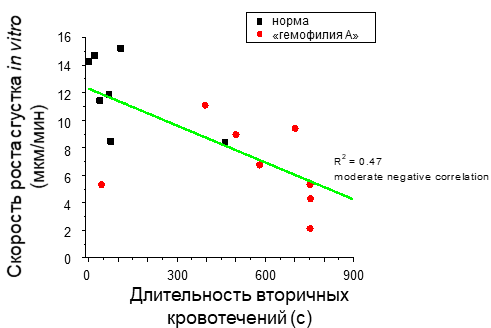 норма
«гемофилия А»
Скорость роста сгустка in vitro
(мкм/мин)
16
14
12
10
8
6
4
2
0
R² = 0.47
moderate negative correlation
0
300
600
900
Длительность вторичных
кровотечений (с)